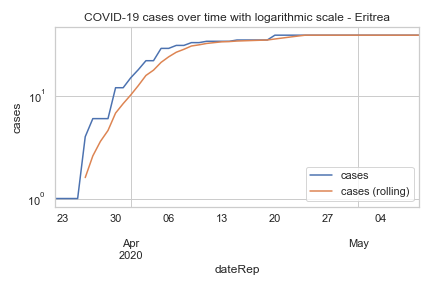 COVID-19 cases over time with logarithmic scale - Eritrea
cases
10¹
10⁰
cases
cases (rolling)
23 30 06 13 20 27 04
Apr May
2020
dateRep